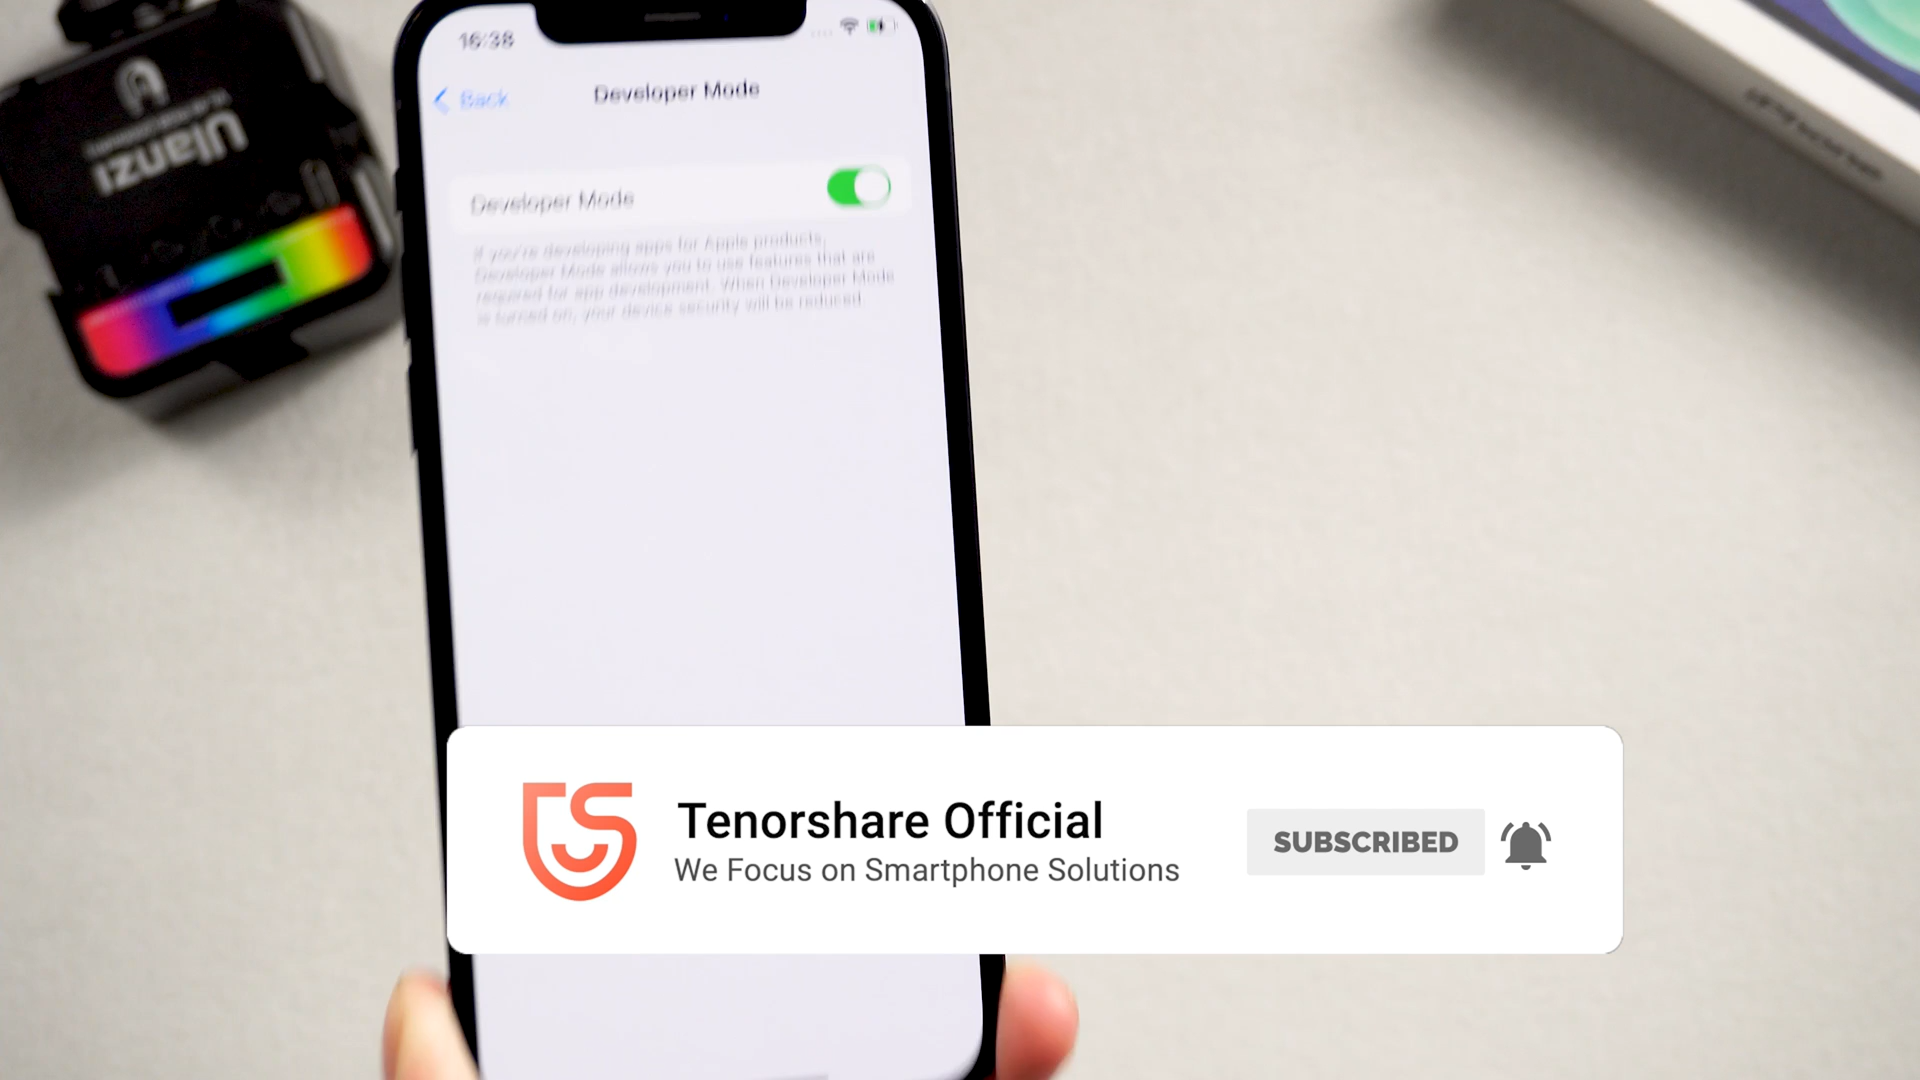 16:38
Back
Developer Mode
Developer Mode
If you're developing apps for Apple products,
Developer Mode allows you to use features that are
required for app development. When Developer Mode
is turned on, your device security will be reduced.
Ulanzi
Tenorshare Official
We Focus on Smartphone Solutions
SUBSCRIBED